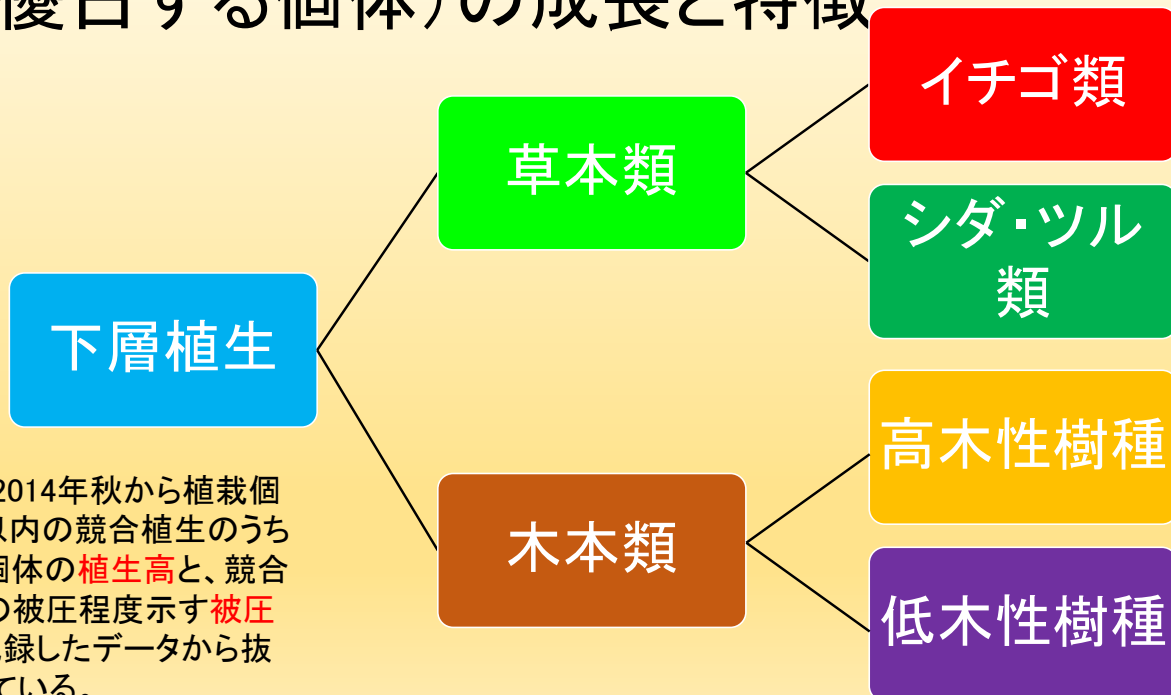 優占する個体)の成長と特徴
イチゴ類
草本類
シダ・ツル
類
下層植生
高木性樹種
木本類
低木性樹種
2014年秋から植栽個
以内の競合植生のうち
個体の植生高と、競合
の被圧程度示す被圧
録したデータから抜
ている。